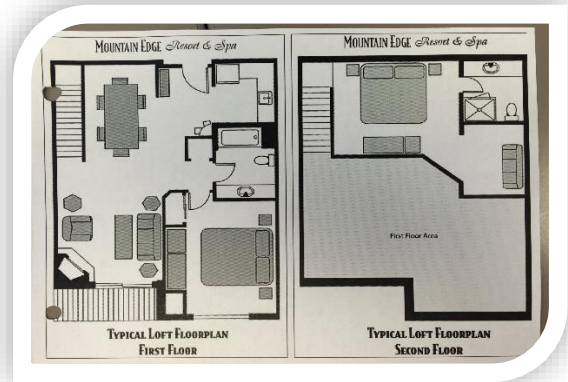 MOUNTAIN EDGE Resort & Spa
TYPICAL LOFT FLOORPLAN
FIRST FLOOR
MOUNTAIN EDGE Resort & Spa
First Floor Area
TYPICAL LOFT FLOORPLAN
SECOND FLOOR